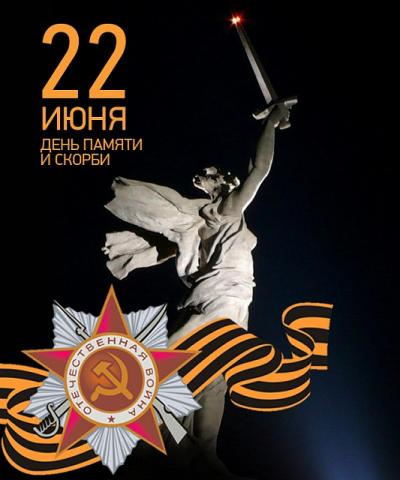 22
ИЮНЯ
ДЕНЬ ПАМЯТИ
И СКОРБИ
ОТЕЧЕСТВЕННАЯ ВОЙНА